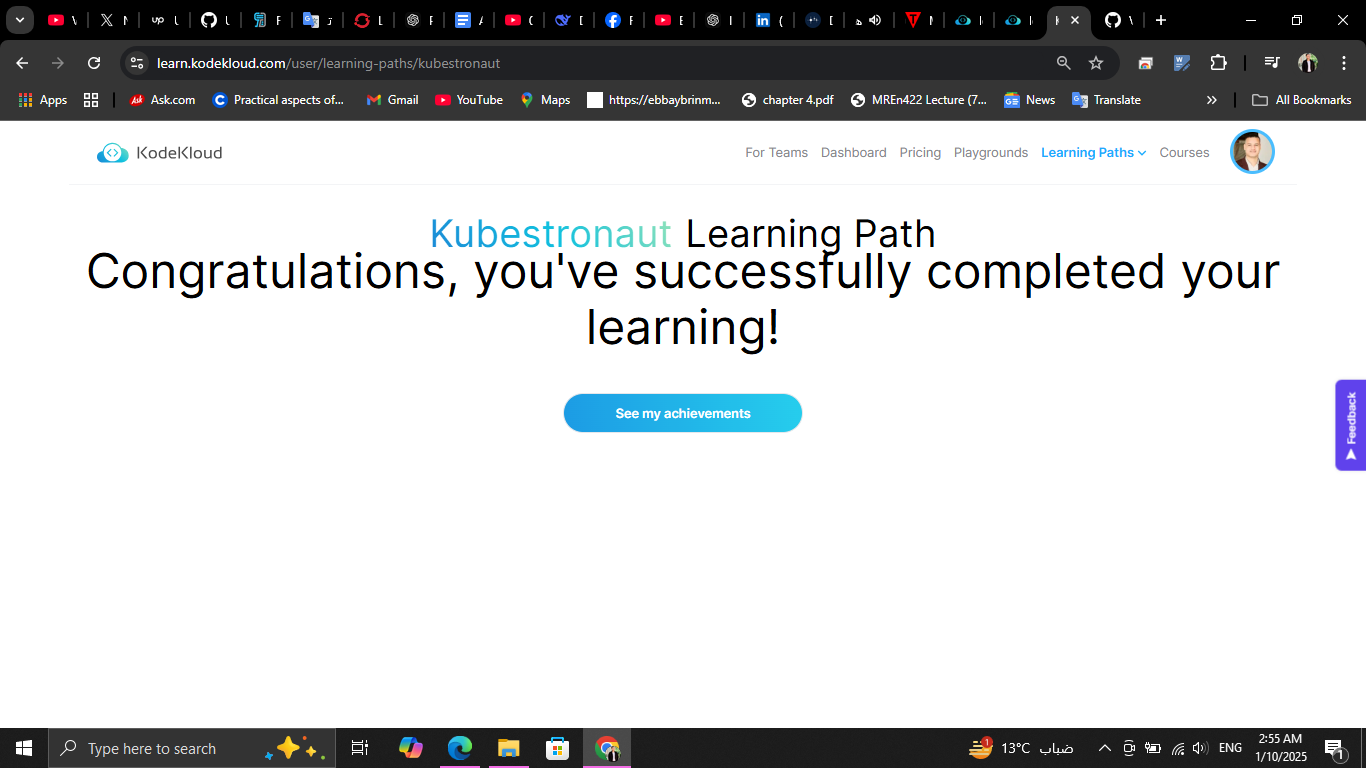 learn.kodekloud.com/user/learning-paths/kubestronaut
Apps
Ask.com
Practical aspects of...
Gmail
YouTube
Maps
https://ebbaybrinm...
chapter 4.pdf
MREn422 Lecture (7...
News
Translate
»
All Bookmarks
KodeKloud
For Teams
Dashboard
Pricing
Playgrounds
Learning Paths
Courses
Kubestronaut Learning Path
Congratulations, you've successfully completed your
learning!
See my achievements
Feedback
Type here to search
1
13°C ضباب
ENG
2:55 AM
1/10/2025
1